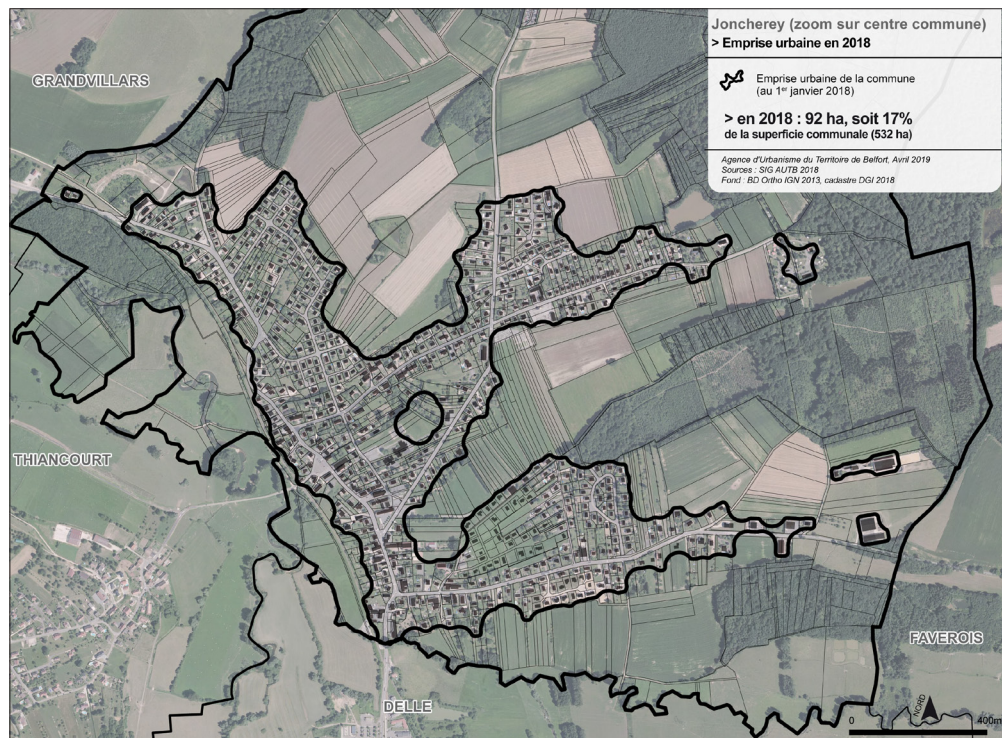 Joncherey (zoom sur centre commune)
> Emprise urbaine en 2018
Emprise urbaine de la commune
(au 1er janvier 2018)
> en 2018 : 92 ha, soit 17%
de la superficie communale (532 ha)
Agence d'Urbanisme du Territoire de Belfort, Avril 2019
Sources : SIG AUTB 2018
Fond : BD Ortho IGN 2013, cadastre DGI 2018
GRANDVILLARS
THIANCOURT
FAVEROIS
DELLE
NORD
0 400m